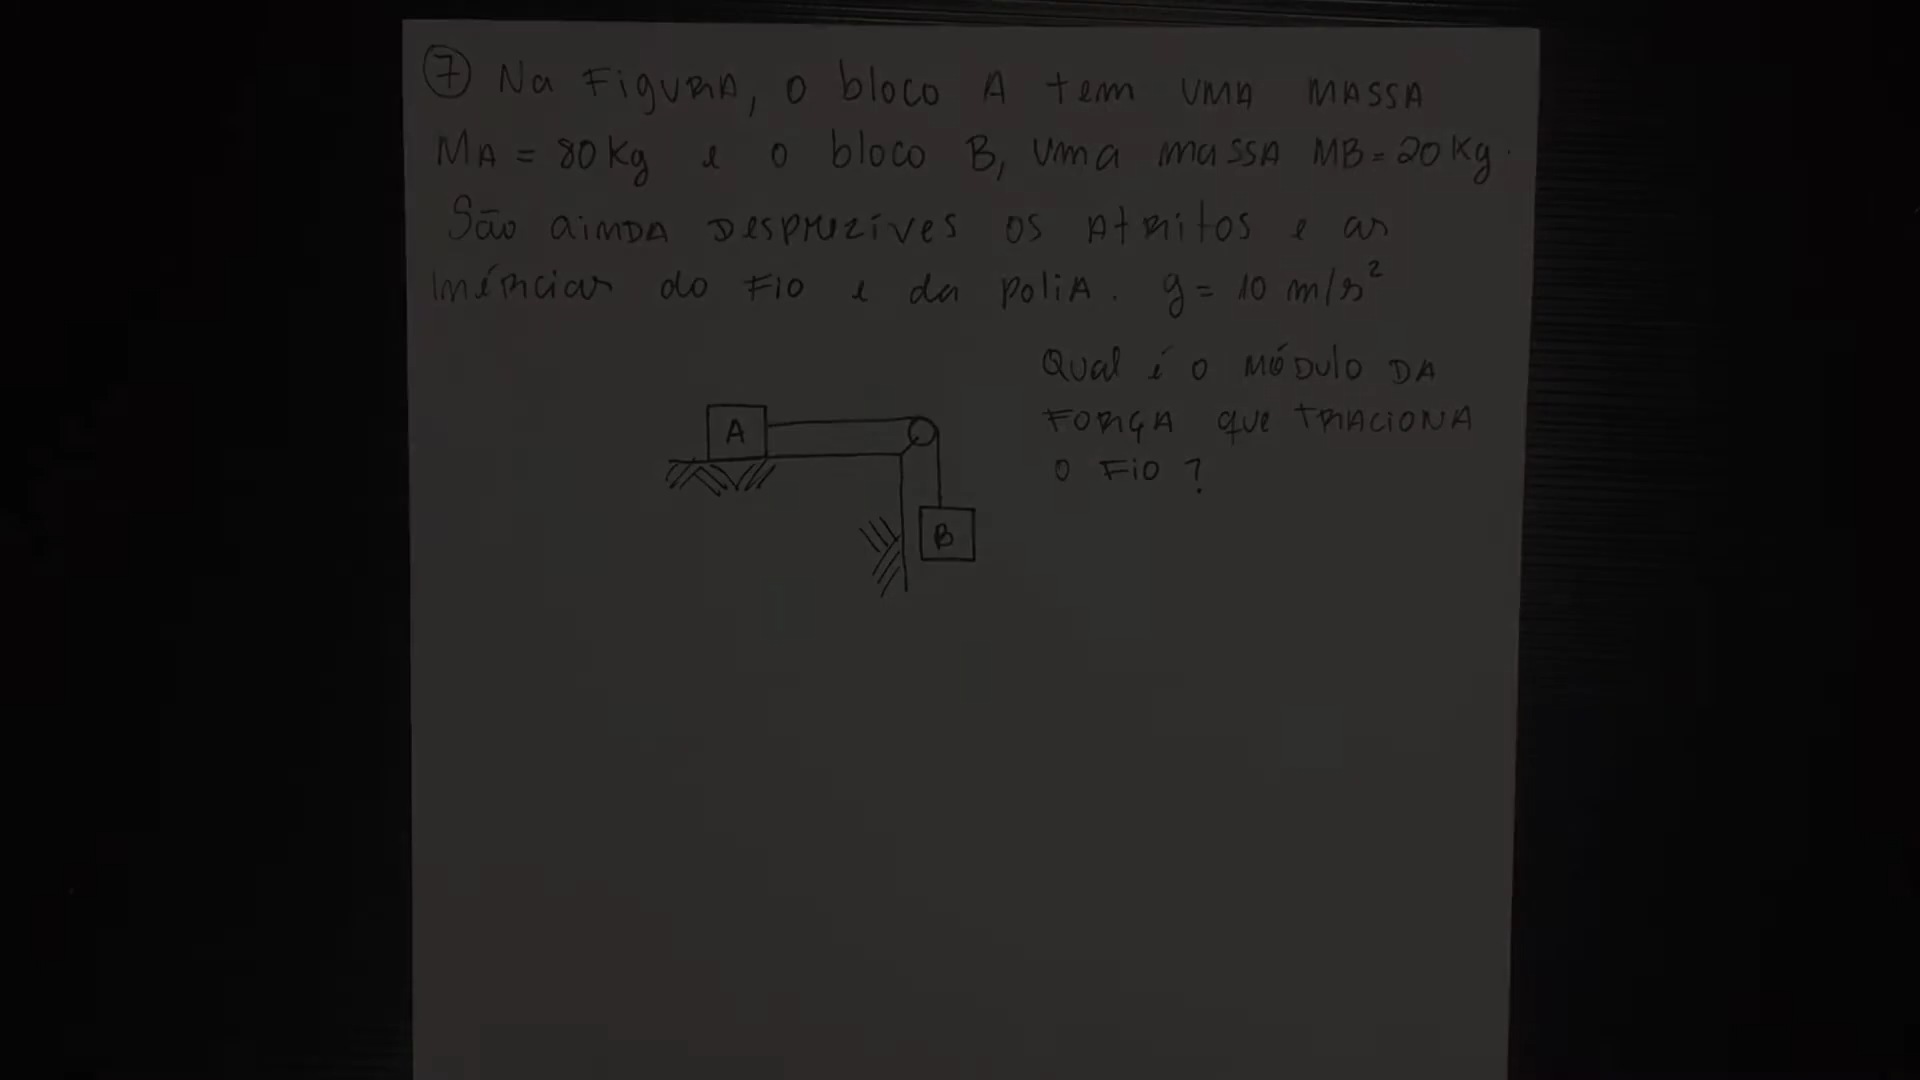 7 Na Figura, o bloco A tem uma massa
MA = 80 Kg e o bloco B, uma massa MB = 20 Kg.
São ainda desprezíves os atritos e as
inércias do fio e da polia. g = 10 m/s²
Qual é o módulo da
força que traciona
o fio ?
A
B